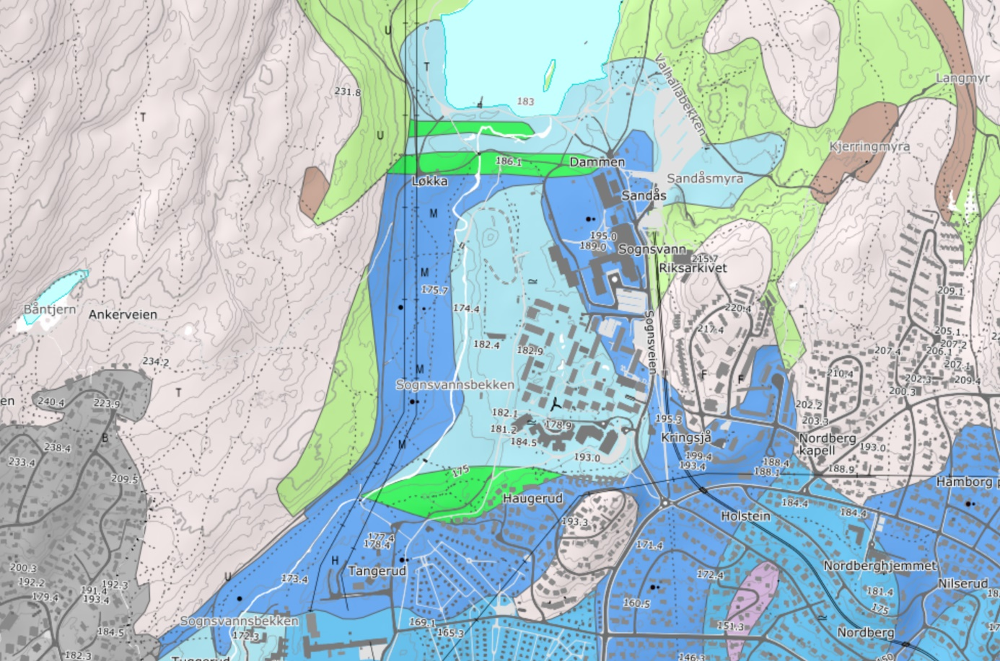 U
T
183
Valhallabekken
Langmyr
231.8
T
U
Kjerringmyra
186.1
Dammen
Løkka
Sandåsmyra
Sandås
M
195.0
189.0
Sognsvann
215.7
Riksarkivet
M
175.7
209.1
Båntjern
Ankerveien
174.4
220.4
217.4
Sognsveien
205.1
207.2
207.4
206.1
182.4
182.9
234.2
M
210.4
207.1
F
F
202.3
209.4
200.3
Sognsvannsbekken
T
en
240.4
223.9
202.2
182.1
178.9
195.3
203.3
181.2
B
184.5
Kringsjå
Nordberg
kapell
238.4
M
193.0
233.4
193.0
199.4
193.4
188.4
188.1
188.9
209.5
175
Hamborg p
Haugerud
184.4
184.4
193.3
Holstein
177.4
178.4
171.4
H
Tangerud
200.3
U
173.4
172.4
Nordberghjemmet
192.2
192.3
191.4
193.4
179.4
Nilserud
181.4
160.5
175
Sognsvannsbekken
169.1
151.3
184.5
172.3
165.3
Nordberg
182.3
Tuggerud
146.3
150